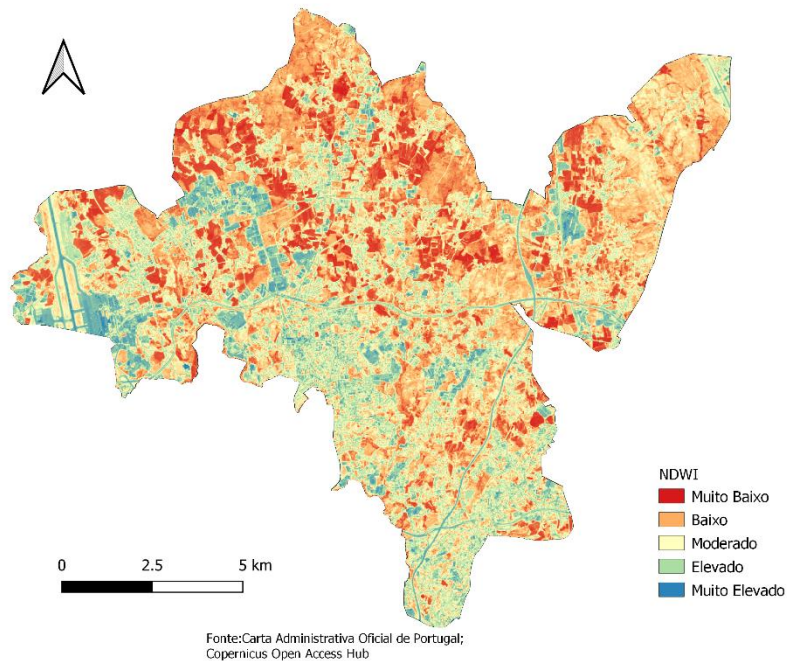 NDWI
Muito Baixo
Baixo
Moderado
Elevado
Muito Elevado
0 2.5 5 km
Fonte:Carta Administrativa Oficial de Portugal;
Copernicus Open Access Hub